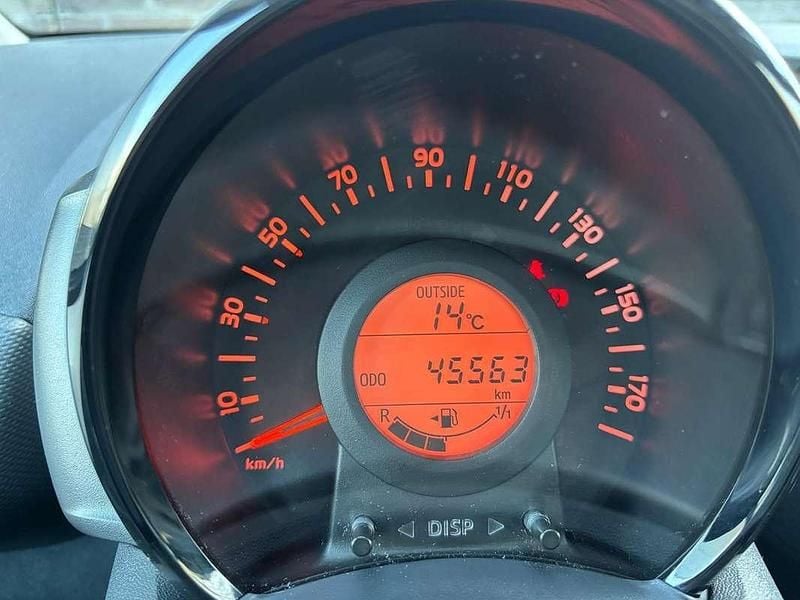 10
30
50
70
90
110
130
150
170
km/h
OUTSIDE
14°C
ODO 45563
km
R 1/1
◄ DISP ►